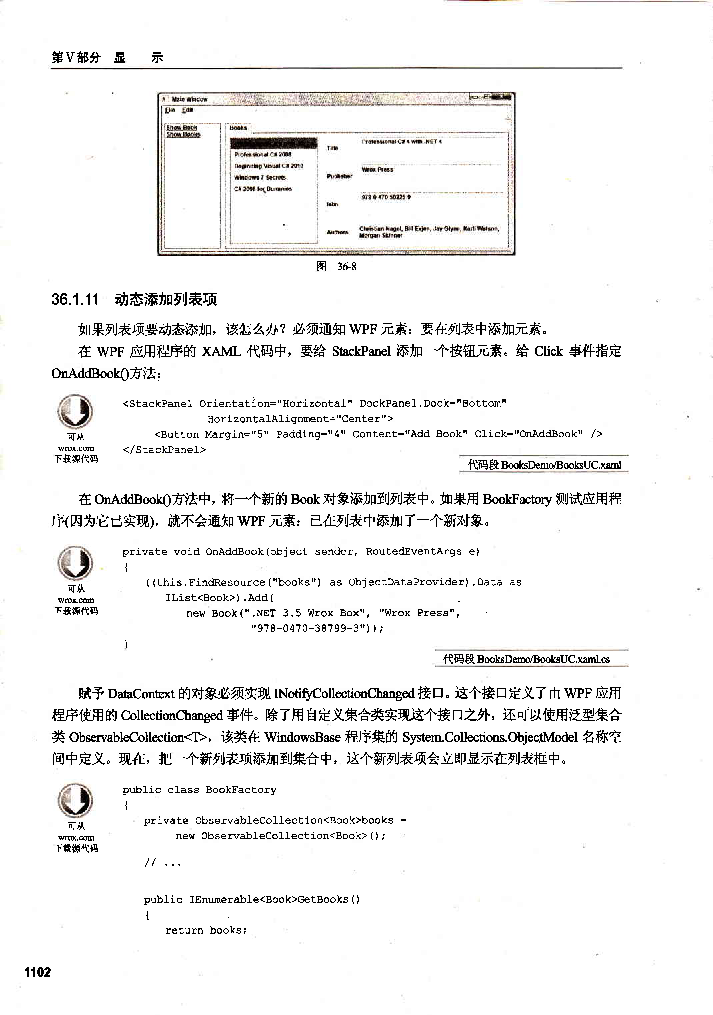 第Ⅴ部分 显 示
Main Window
File Edit
Show Book
Show Books
Books
Professional C# 2008
Beginning Visual C# 2010
Windows 7 Secrets
C# 2008 for Dummies
Title
Professional C# 4 with .NET 4
Publisher
Wrox Press
Isbn
Authors
Christian Nagel, Bill Evjen, Jay Glynn, Karli Watson,
Morgan Skinner
图 36-8
36.1.11 动态添加列表项
如果列表项要动态添加，该怎么办？必须通知 WPF 元素：要在列表中添加元素。
在 WPF 应用程序的 XAML 代码中，要给 StackPanel 添加一个按钮元素。给 Click 事件指定
OnAddBook()方法：
<StackPanel Orientation="Horizontal" DockPanel.Dock="Bottom"
HorizontalAlignment="Center">
<Button Margin="5" Padding="4" Content="Add Book" Click="OnAddBook" />
</StackPanel>
可从
wrox.com
下载源代码
代码段 BooksDemo/BooksUC.xaml
在 OnAddBook()方法中，将一个新的 Book 对象添加到列表中。如果用 BookFactory 测试应用程
序(因为它已实现)，就不会通知 WPF 元素：已在列表中添加了一个新对象。
private void OnAddBook(object sender, RoutedEventArgs e)
{
((this.FindResource("books") as ObjectDataProvider).Data as
IList<Book>).Add(
new Book(".NET 3.5 Wrox Box", "Wrox Press",
"978-0470-38799-3"));
}
可从
wrox.com
下载源代码
代码段 BooksDemo/BooksUC.xaml.cs
赋予 DataContext 的对象必须实现 INotifyCollectionChanged 接口。这个接口定义了由 WPF 应用
程序使用的 CollectionChanged 事件。除了用自定义集合类实现这个接口之外，还可以使用泛型集合
类 ObservableCollection<T>，该类在 WindowsBase 程序集的 System.Collections.ObjectModel 名称空
间中定义。现在，把一个新列表项添加到集合中，这个新列表项会立即显示在列表框中。
public class BookFactory
{
private ObservableCollection<Book>books =
new ObservableCollection<Book>();
可从
wrox.com
下载源代码
// ...
public IEnumerable<Book>GetBooks()
{
return books;
1102